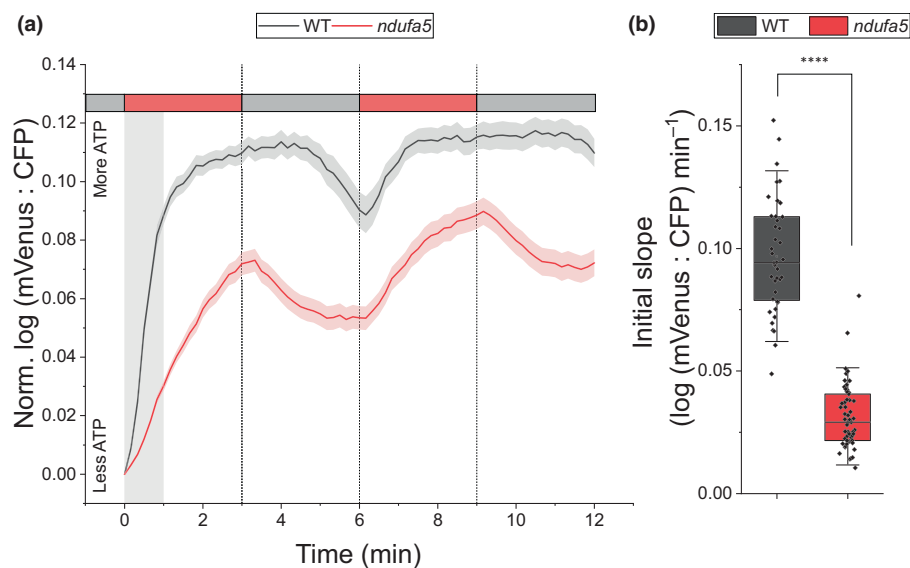 (a)
WT ndufa5
Norm. log (mVenus : CFP)
More ATP
Less ATP
0.14
0.12
0.10
0.08
0.06
0.04
0.02
0.00
0 2 4 6 8 10 12
Time (min)
(b)
WT ndufa5
****
Initial slope
(log (mVenus : CFP) min⁻¹
0.15
0.10
0.05
0.00